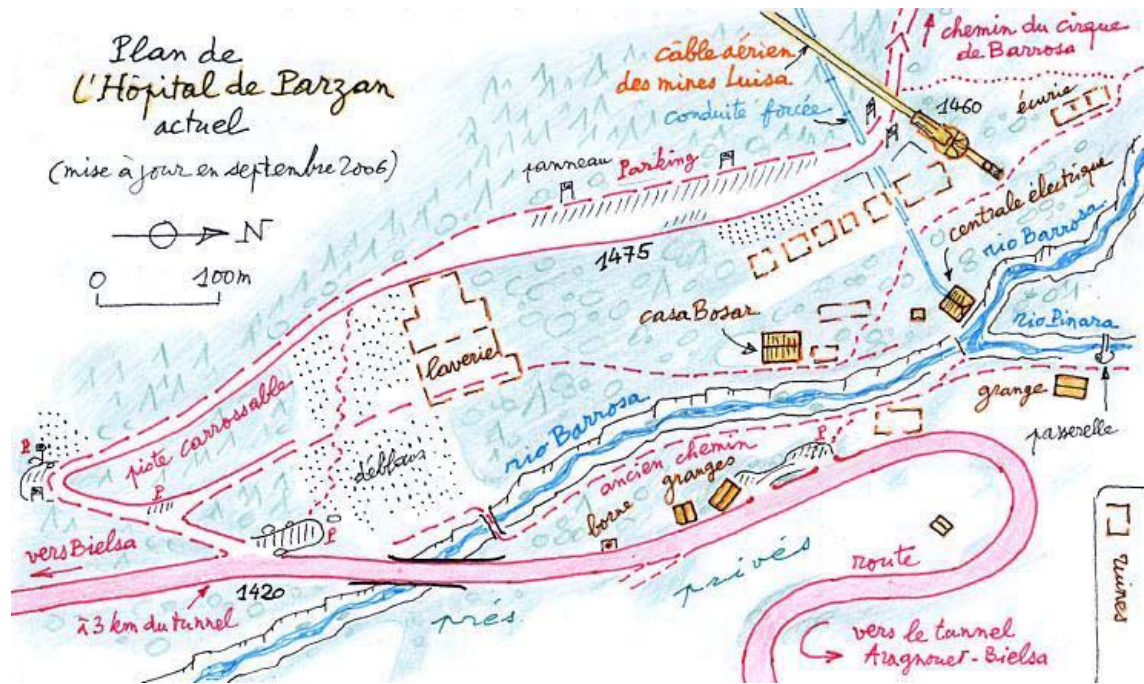 Plan de
L'Hôpital de Parzan
actuel
(mise à jour en septembre 2006)
N
0 100m
câble aérien
des mines Luisa
conduite forcée
chemin du cirque
de Barrosa
1460
écurie
panneau
Parking
centrale électrique
rio Barrosa
1475
casa Bosar
rio Pinara
laverie
grange
passerelle
piste carrossable
P
P
P
P
déblais
rio Barrosa
ancien chemin
granges
borne
vers Bielsa
1420
à 3 km du tunnel
prés
privés
route
vers le tunnel
Aragnouet-Bielsa
ruines